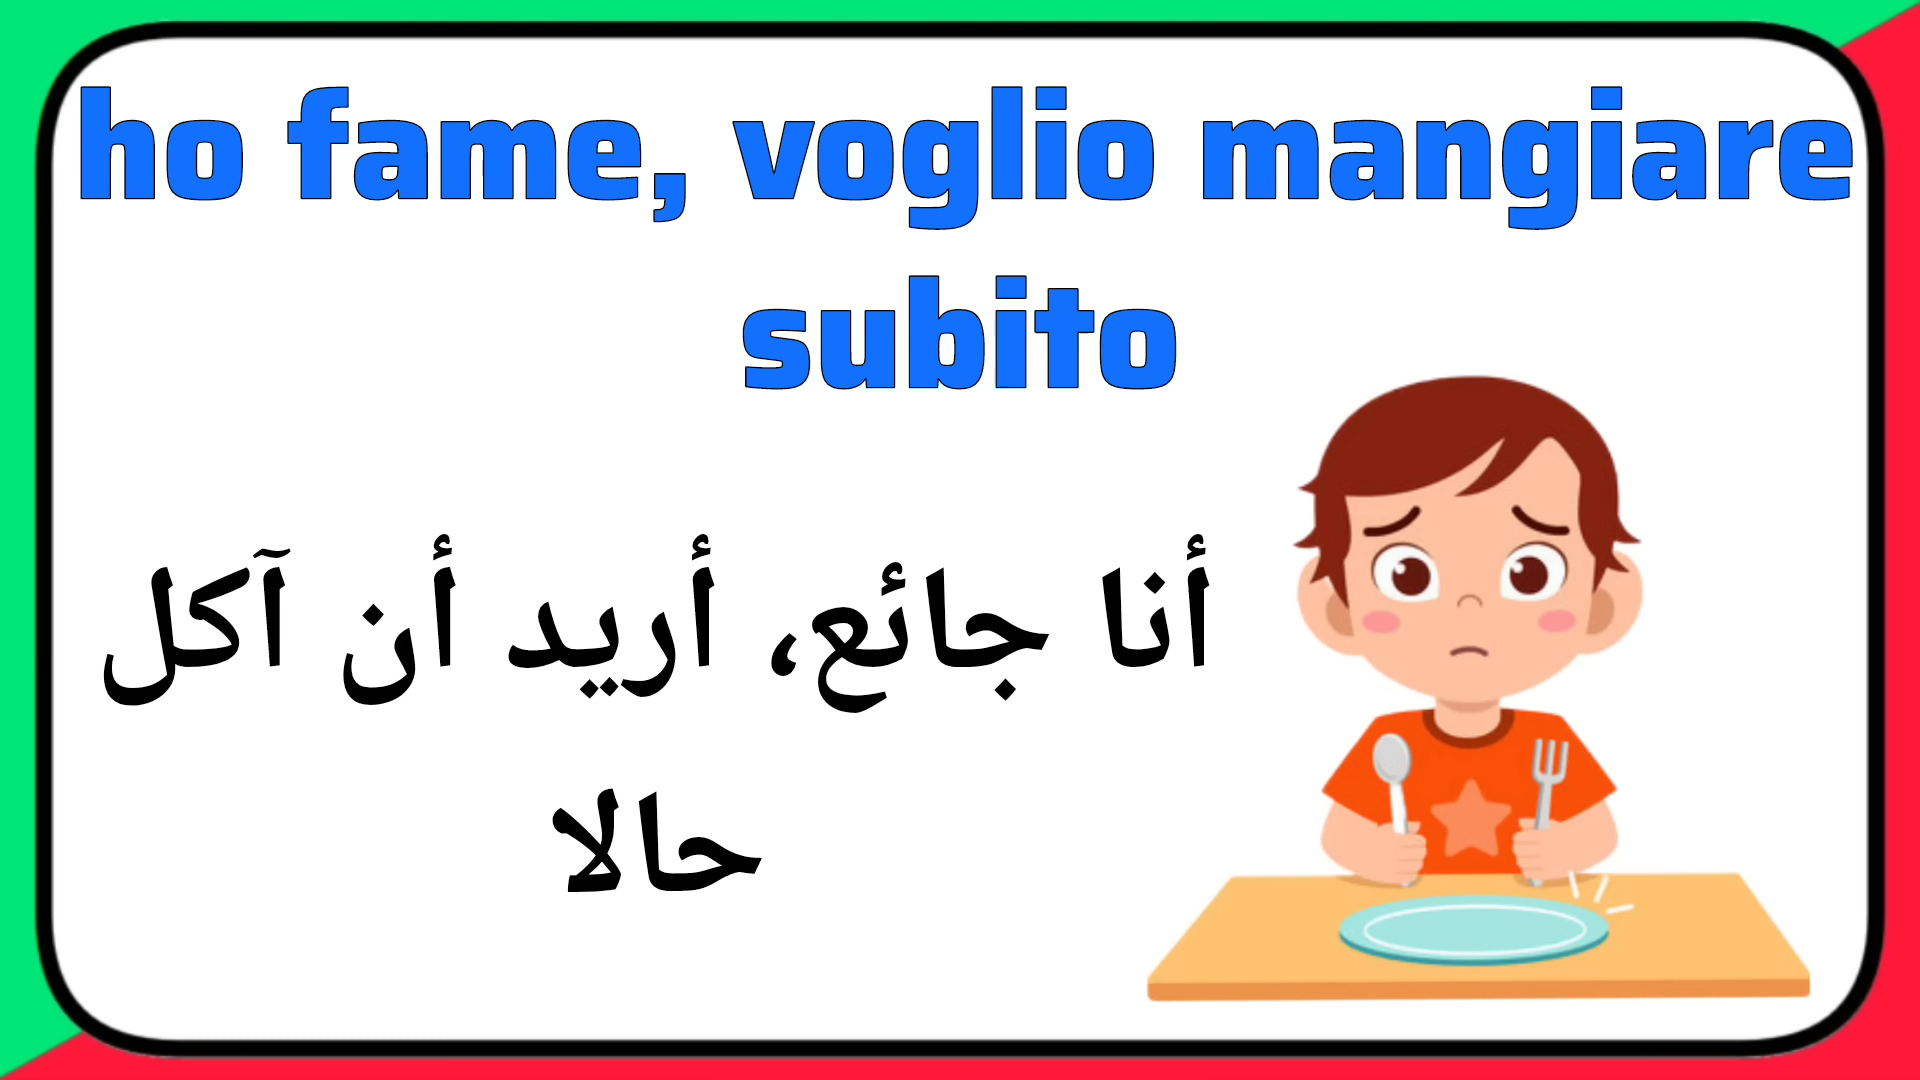 ho fame, voglio mangiare
subito
أنا جائع، أريد أن آكل
حالا